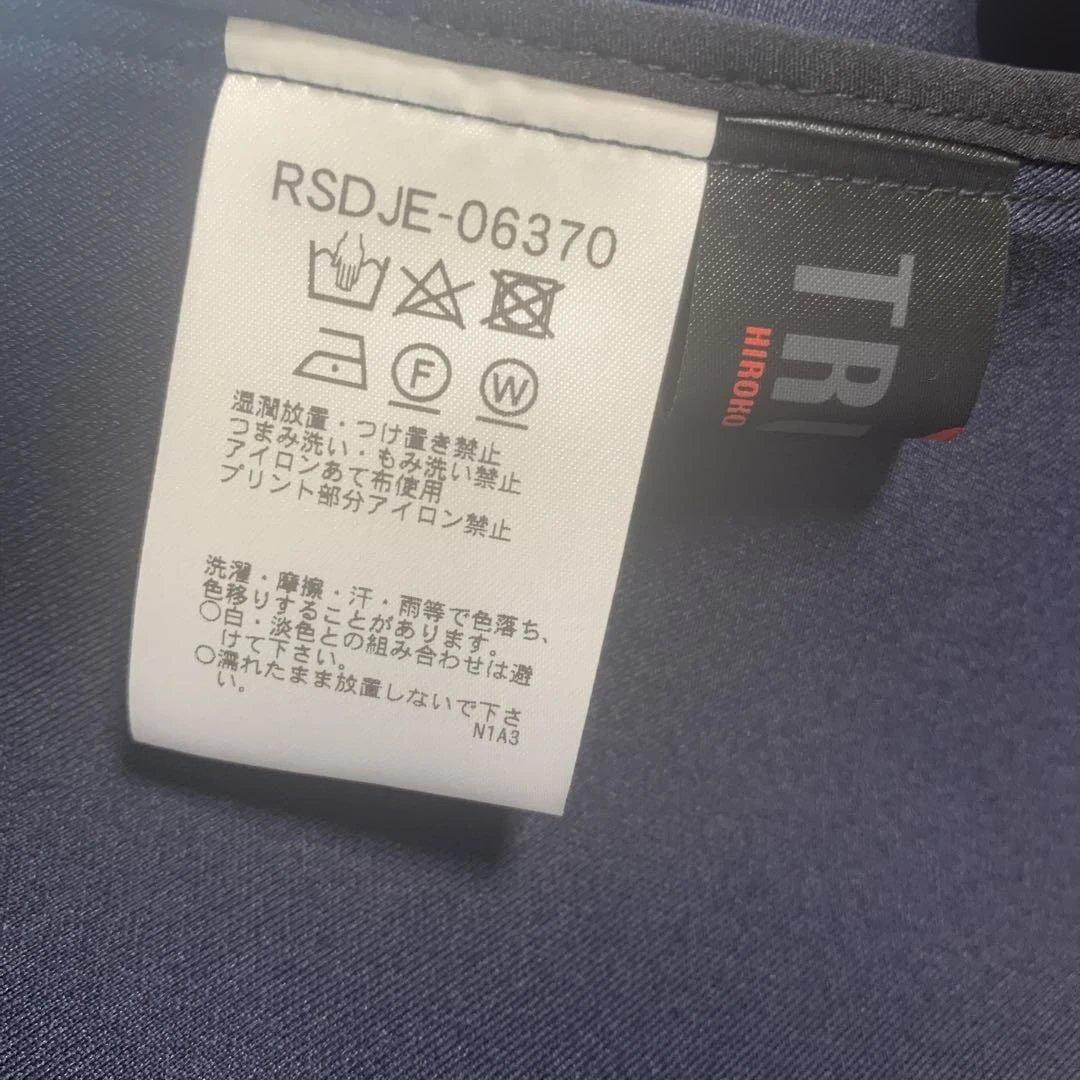 RSDJE-06370
F W
湿潤放置・つけ置き禁止
つまみ洗い・もみ洗い禁止
アイロンあて布使用
プリント部分アイロン禁止
洗濯・摩擦・汗・雨等で色落ち、
色移りすることがあります。
○白・淡色との組み合わせは避
けて下さい。
○濡れたまま放置しないで下さ
い。
N1A3
TRU
HIROKO